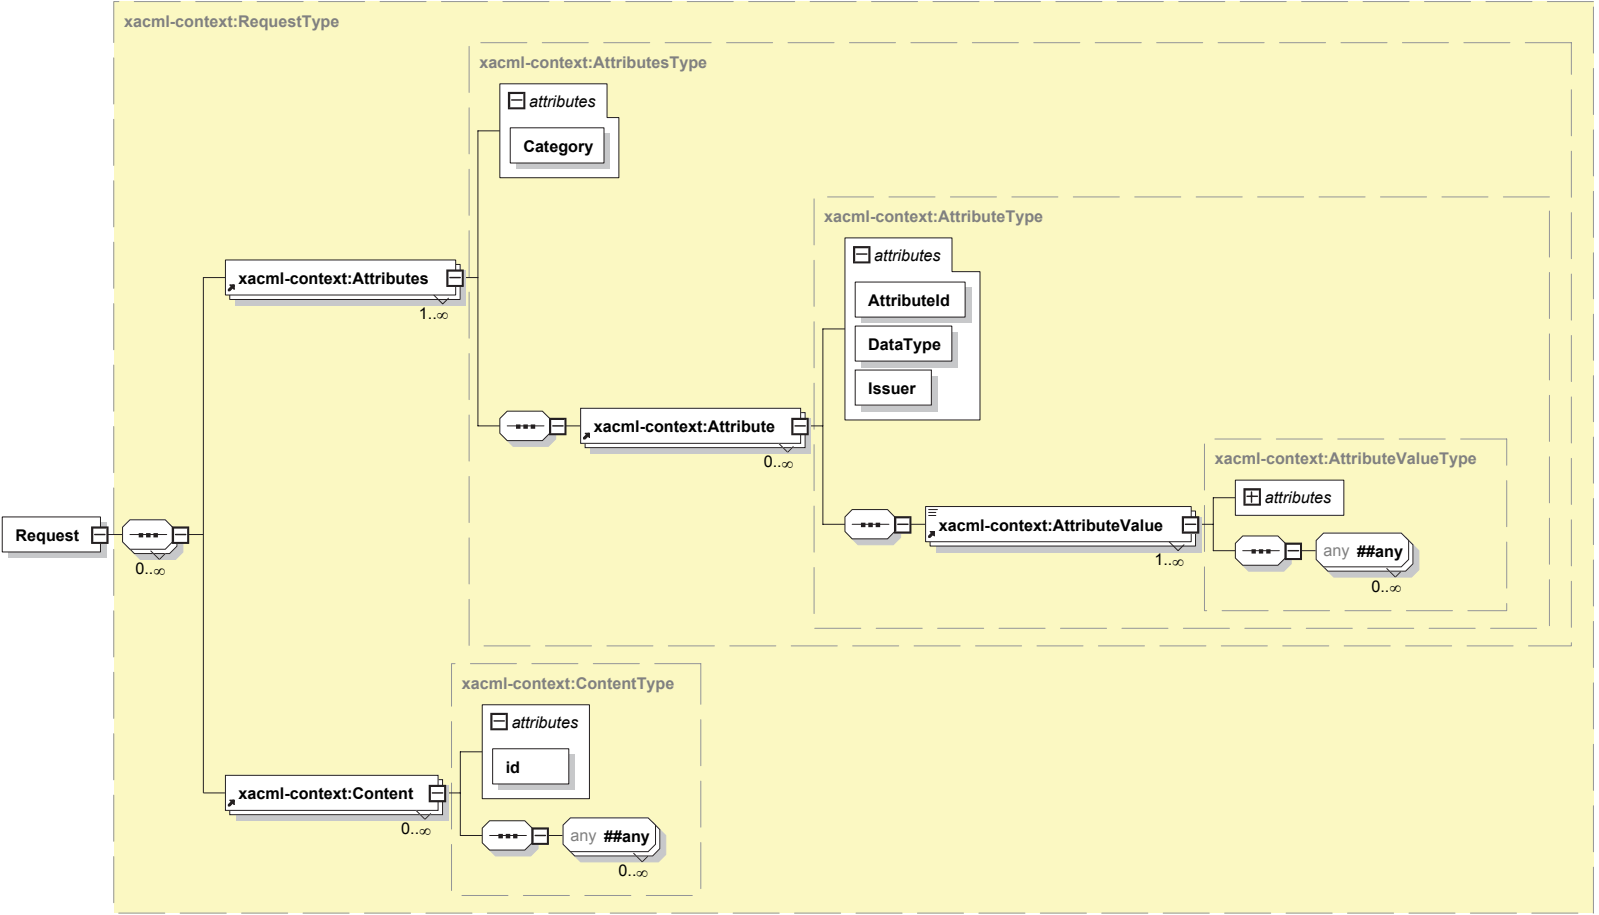 xacml-context:RequestType
xacml-context:AttributesType
attributes
Category
xacml-context:AttributeType
attributes
AttributeId
DataType
Issuer
xacml-context:Attributes
1..∞
xacml-context:Attribute
0..∞
xacml-context:AttributeValueType
attributes
xacml-context:AttributeValue
1..∞
any ##any
0..∞
Request
0..∞
xacml-context:ContentType
attributes
id
xacml-context:Content
0..∞
any ##any
0..∞